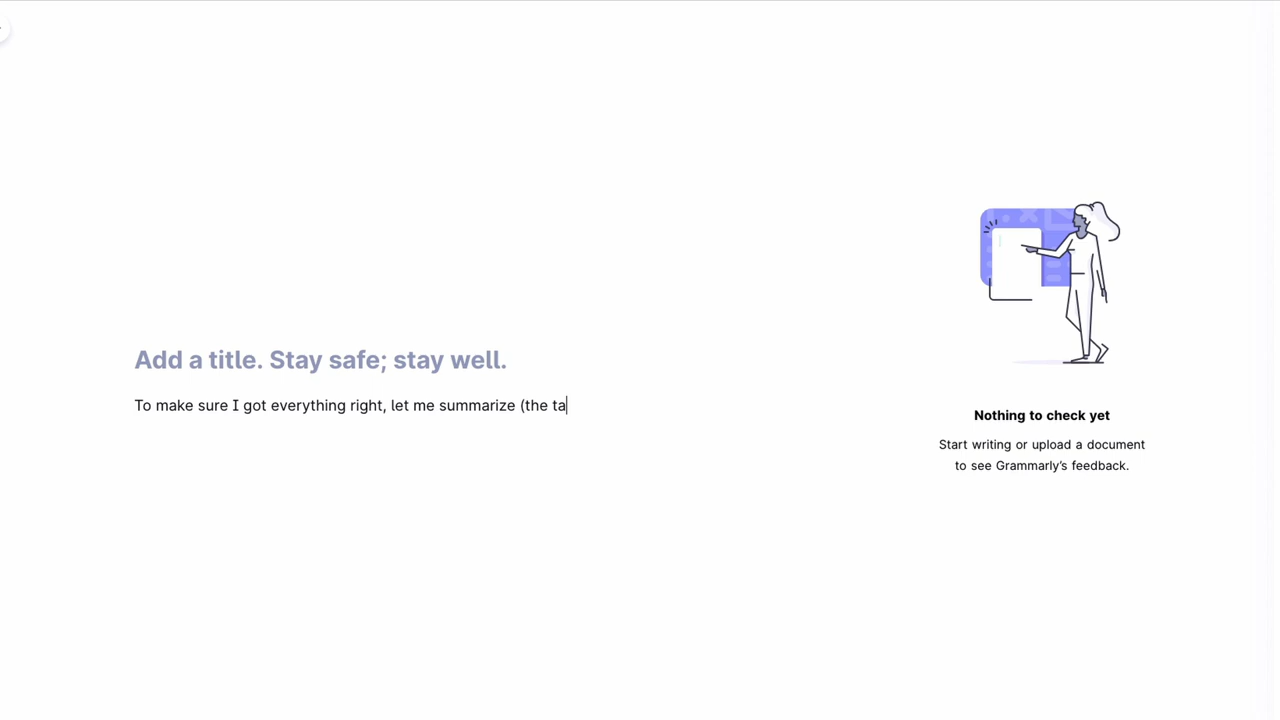 Add a title. Stay safe; stay well.
To make sure I got everything right, let me summarize (the ta
Nothing to check yet
Start writing or upload a document
to see Grammarly's feedback.